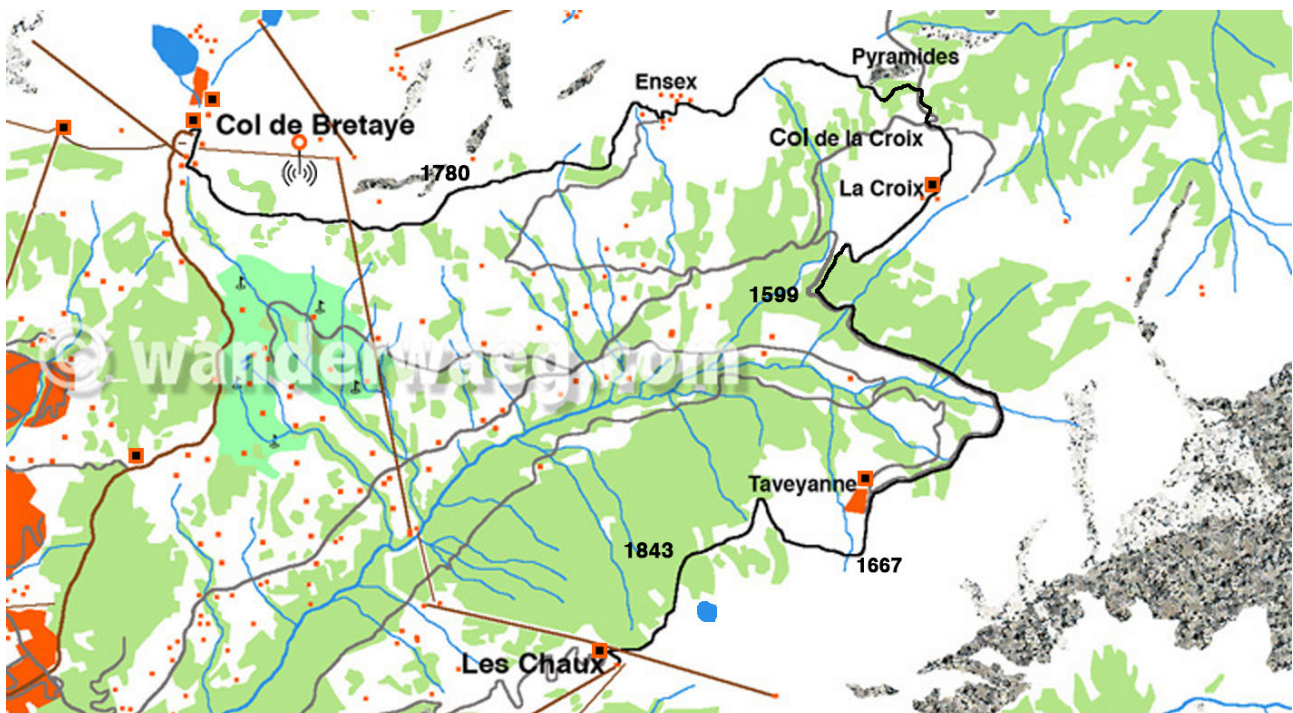 Pyramides
Ensex
Col de Bretaye
Col de la Croix
1780
La Croix
1599
© wanderwaeg.com
Taveyanne
1843
1667
Les Chaux